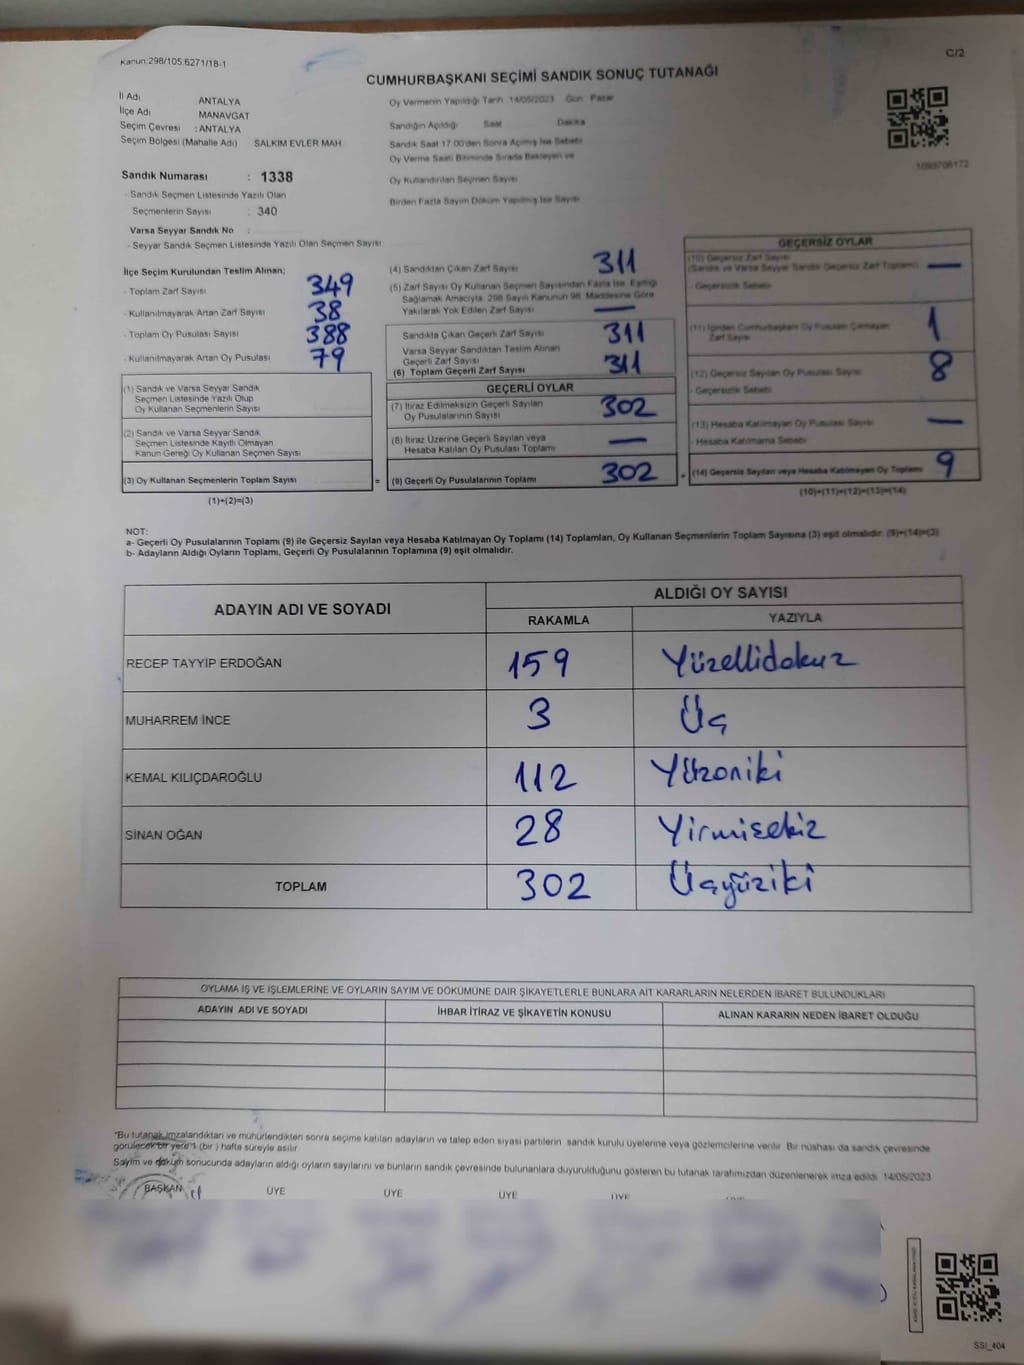 Kanun:298/105.6271/18-1
C/2
CUMHURBAŞKANI SEÇİMİ SANDIK SONUÇ TUTANAĞI
İl Adı ANTALYA
İlçe Adı MANAVGAT
Seçim Çevresi : ANTALYA
Seçim Bölgesi (Mahalle Adı) SALKIM EVLER MAH
Sandık Numarası : 1338
- Sandık Seçmen Listesinde Yazılı Olan
Seçmenlerin Sayısı : 340
Varsa Seyyar Sandık No :
- Seyyar Sandık Seçmen Listesinde Yazılı Olan Seçmen Sayısı
Oy Vermenin Yapıldığı Tarih 14/05/2023 Gün Pazar
Sandığın Açıldığı Saat Dakika
Sandık Saat 17.00'den Sonra Açılmış İse Sebebi
Oy Verme Saati Bitiminde Sırada Bekleyen ve
Oy Kullandırılan Seçmen Sayısı
Birden Fazla Sayım Döküm Yapılmış İse Sayısı
İlçe Seçim Kurulundan Teslim Alınan;
- Toplam Zarf Sayısı 349
- Kullanılmayarak Artan Zarf Sayısı 38
- Toplam Oy Pusulası Sayısı 388
- Kullanılmayarak Artan Oy Pusulası 79
(1) Sandık ve Varsa Seyyar Sandık
Seçmen Listesinde Yazılı Olup
Oy Kullanan Seçmenlerin Sayısı
(2) Sandık ve Varsa Seyyar Sandık
Seçmen Listesinde Kayıtlı Olmayan
Kanun Gereği Oy Kullanan Seçmen Sayısı
(3) Oy Kullanan Seçmenlerin Toplam Sayısı
(1)+(2)=(3)
=
(4) Sandıktan Çıkan Zarf Sayısı 311
(5) Zarf Sayısı Oy Kullanan Seçmen Sayısından Fazla İse, Eşitliği
Sağlamak Amacıyla, 298 Sayılı Kanunun 98. Maddesine Göre
Yakılarak Yok Edilen Zarf Sayısı —
Sandıkta Çıkan Geçerli Zarf Sayısı 311
Varsa Seyyar Sandıktan Teslim Alınan
Geçerli Zarf Sayısı
(6) Toplam Geçerli Zarf Sayısı 311
GEÇERLİ OYLAR
(7) İtiraz Edilmeksizin Geçerli Sayılan
Oy Pusulalarının Sayısı 302
(8) İtiraz Üzerine Geçerli Sayılan veya
Hesaba Katılan Oy Pusulası Toplamı —
(9) Geçerli Oy Pusulalarının Toplamı 302
+
GEÇERSİZ OYLAR
(10) Geçersiz Zarf Sayısı
(Sandık ve Varsa Seyyar Sandık Geçersiz Zarf Toplamı) —
- Geçersizlik Sebebi
(11) İçinden Cumhurbaşkanı Oy Pusulası Çıkmayan
Zarf Sayısı 1
(12) Geçersiz Sayılan Oy Pusulası Sayısı 8
- Geçersizlik Sebebi
(13) Hesaba Katılmayan Oy Pusulası Sayısı —
- Hesaba Katılmama Sebebi
(14) Geçersiz Sayılan veya Hesaba Katılmayan Oy Toplamı 9
(10)+(11)+(12)+(13)=(14)
NOT:
a- Geçerli Oy Pusulalarının Toplamı (9) ile Geçersiz Sayılan veya Hesaba Katılmayan Oy Toplamı (14) Toplamları, Oy Kullanan Seçmenlerin Toplam Sayısına (3) eşit olmalıdır. (9)+(14)=(3)
b- Adayların Aldığı Oyların Toplamı, Geçerli Oy Pusulalarının Toplamına (9) eşit olmalıdır.
ADAYIN ADI VE SOYADI ALDIĞI OY SAYISI
RAKAMLA YAZIYLA
RECEP TAYYİP ERDOĞAN 159 Yüzellidokuz
MUHARREM İNCE 3 Üç
KEMAL KILIÇDAROĞLU 112 Yüzoniki
SİNAN OĞAN 28 Yirmisekiz
TOPLAM 302 Üçyüziki
OYLAMA İŞ VE İŞLEMLERİNE VE OYLARIN SAYIM VE DÖKÜMÜNE DAİR ŞİKAYETLERLE BUNLARA AİT KARARLARIN NELERDEN İBARET BULUNDUKLARI
ADAYIN ADI VE SOYADI İHBAR İTİRAZ VE ŞİKAYETİN KONUSU ALINAN KARARIN NEDEN İBARET OLDUĞU
"Bu tutanak imzalandıktan ve mühürlendikten sonra seçime katılan adayların ve talep eden siyasi partilerin sandık kurulu üyelerine veya gözlemcilerine verilir. Bir nüshası da sandık çevresinde
görülecek bir yere 1 (bir ) hafta süreyle asılır
Sayım ve döküm sonucunda adayların aldığı oyların sayılarını ve bunların sandık çevresinde bulunanlara duyurulduğunu gösteren bu tutanak tarafımızdan düzenlenerek imza edildi 14/05/2023
BAŞKAN ÜYE ÜYE ÜYE ÜYE
SSI_404